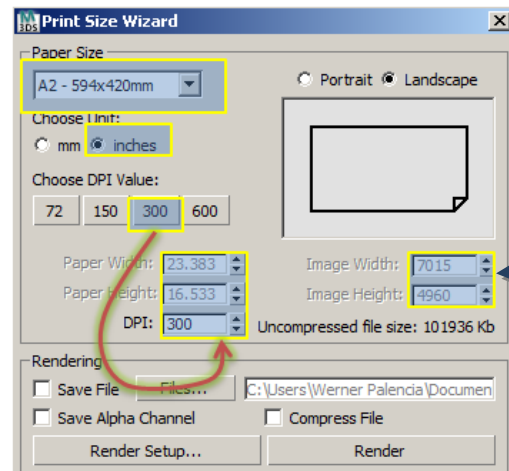 M
3DS
Print Size Wizard
Paper Size
A2 - 594x420mm
Portrait
Landscape
Choose Unit:
mm
inches
Choose DPI Value:
72
150
300
600
Paper Width: 23.383
Image Width: 7015
Paper Height: 16.533
Image Height: 4960
DPI: 300
Uncompressed file size: 101936 Kb
Rendering
Save File
Files...
C:\Users\Werner Palencia\Documen
Save Alpha Channel
Compress File
Render Setup...
Render